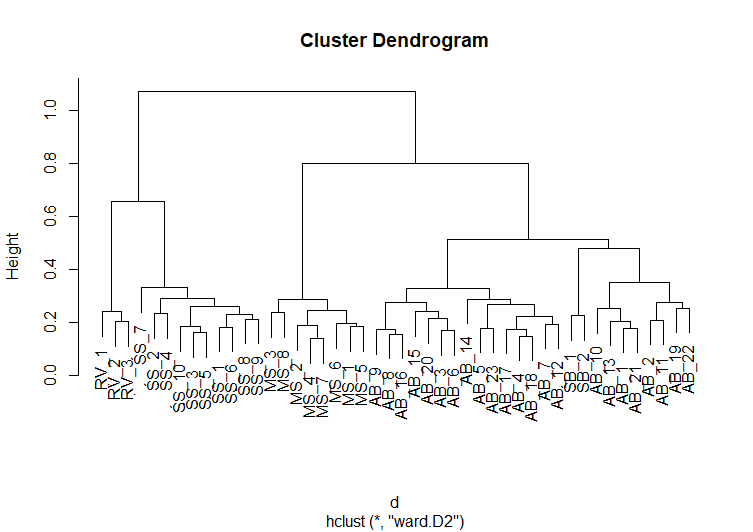 Cluster Dendrogram
Height
0.0
0.2
0.4
0.6
0.8
1.0
RV_1
RV_2
RV_3
SS_7
SS_2
SS_4
SS_10
SS_3
SS_5
SS_1
SS_6
SS_8
SS_9
MS_3
MS_8
MS_2
MS_4
MS_7
MS_6
MS_1
MS_5
AB_9
AB_8
AB_16
AB_15
AB_20
AB_3
AB_6
AB_14
AB_5
AB_23
AB_17
AB_4
AB_18
AB_7
AB_12
SB_1
SB_2
AB_10
AB_13
AB_1
AB_21
AB_2
AB_11
AB_19
AB_22
d
hclust (*, "ward.D2")